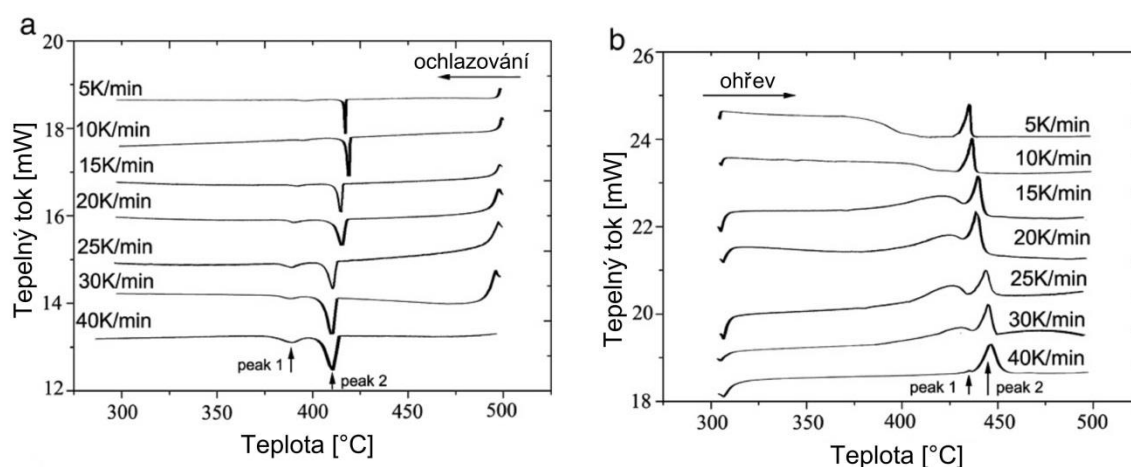 a
20
18
16
14
12
Tepelný tok [mW]
ochlazování
5K/min
10K/min
15K/min
20K/min
25K/min
30K/min
40K/min
peak 1
peak 2
300
350
400
450
500
Teplota [°C]
b
26
24
22
20
18
Tepelný tok [mW]
ohřev
5K/min
10K/min
15K/min
20K/min
25K/min
30K/min
40K/min
peak 1
peak 2
300
350
400
450
500
Teplota [°C]